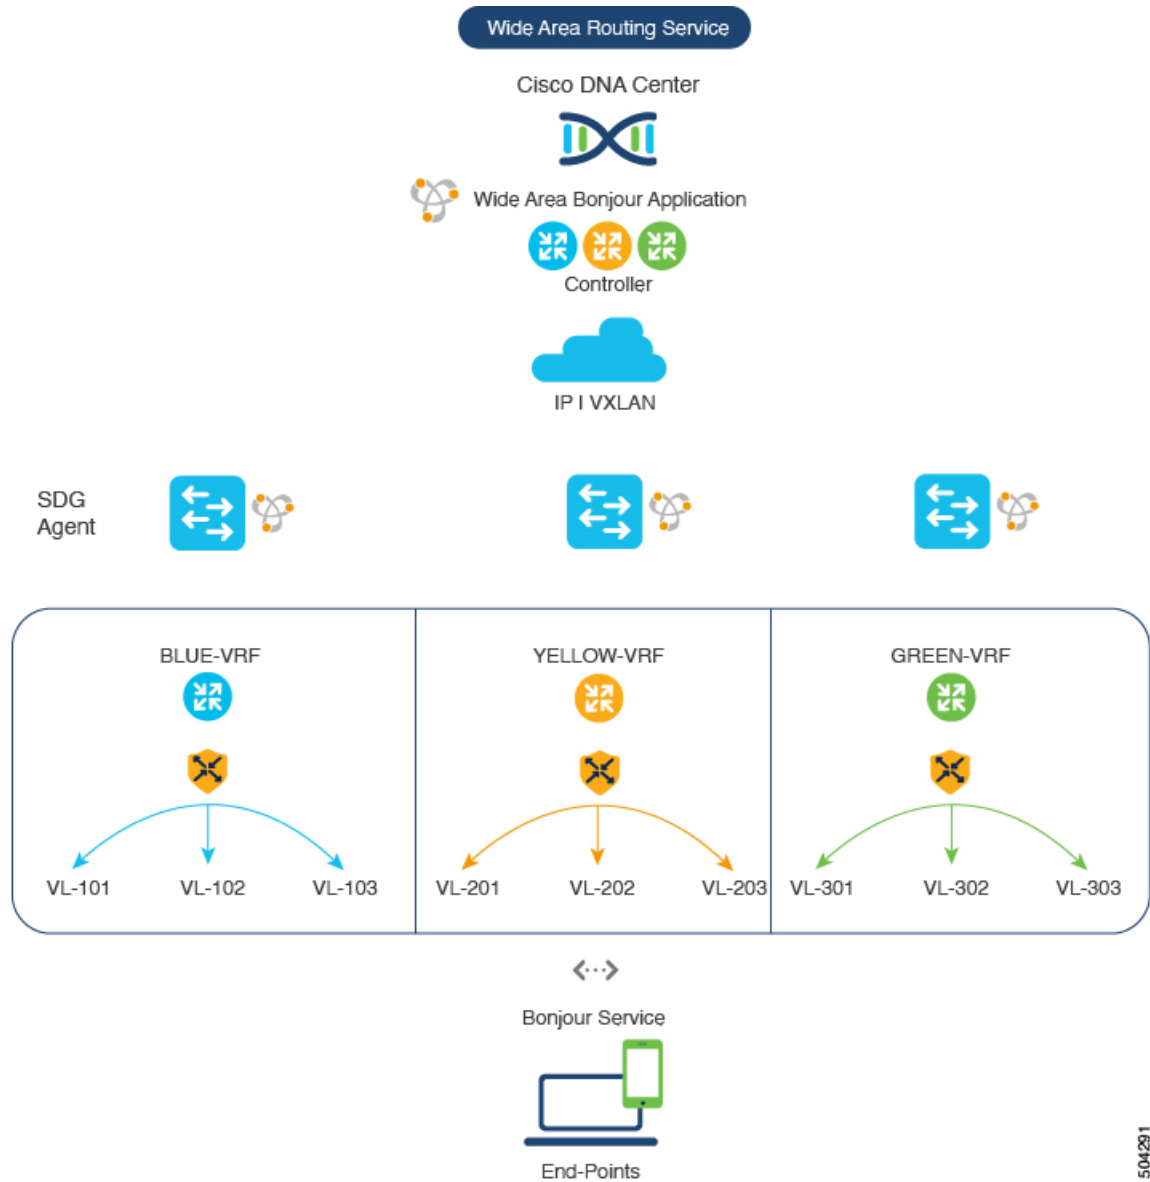 Wide Area Routing Service
Cisco DNA Center
Wide Area Bonjour Application
Controller
IP I VXLAN
SDG
Agent
BLUE-VRF
YELLOW-VRF
GREEN-VRF
VL-101
VL-102
VL-103
VL-201
VL-202
VL-203
VL-301
VL-302
VL-303
Bonjour Service
End-Points
504291